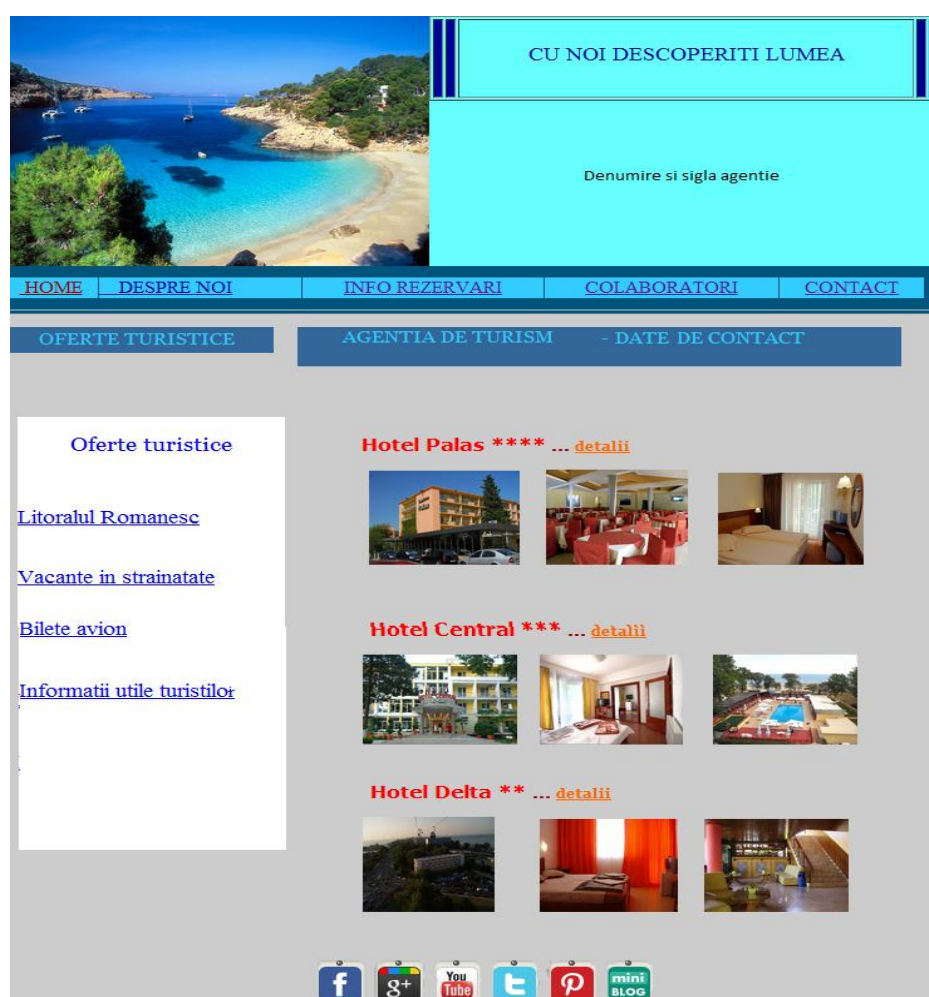 CU NOI DESCOPERITI LUMEA
Denumire si sigla agentie
HOME DESPRE NOI INFO REZERVARI COLABORATORI CONTACT
OFERTE TURISTICE
AGENTIA DE TURISM - DATE DE CONTACT
Oferte turistice
Litoralul Romanesc
Vacante in strainatate
Bilete avion
Informatii utile turistilor
Hotel Palas **** ... detalii
Hotel Central *** ... detalii
Hotel Delta ** ... detalii
f g+ You Tube t p mini BLOG